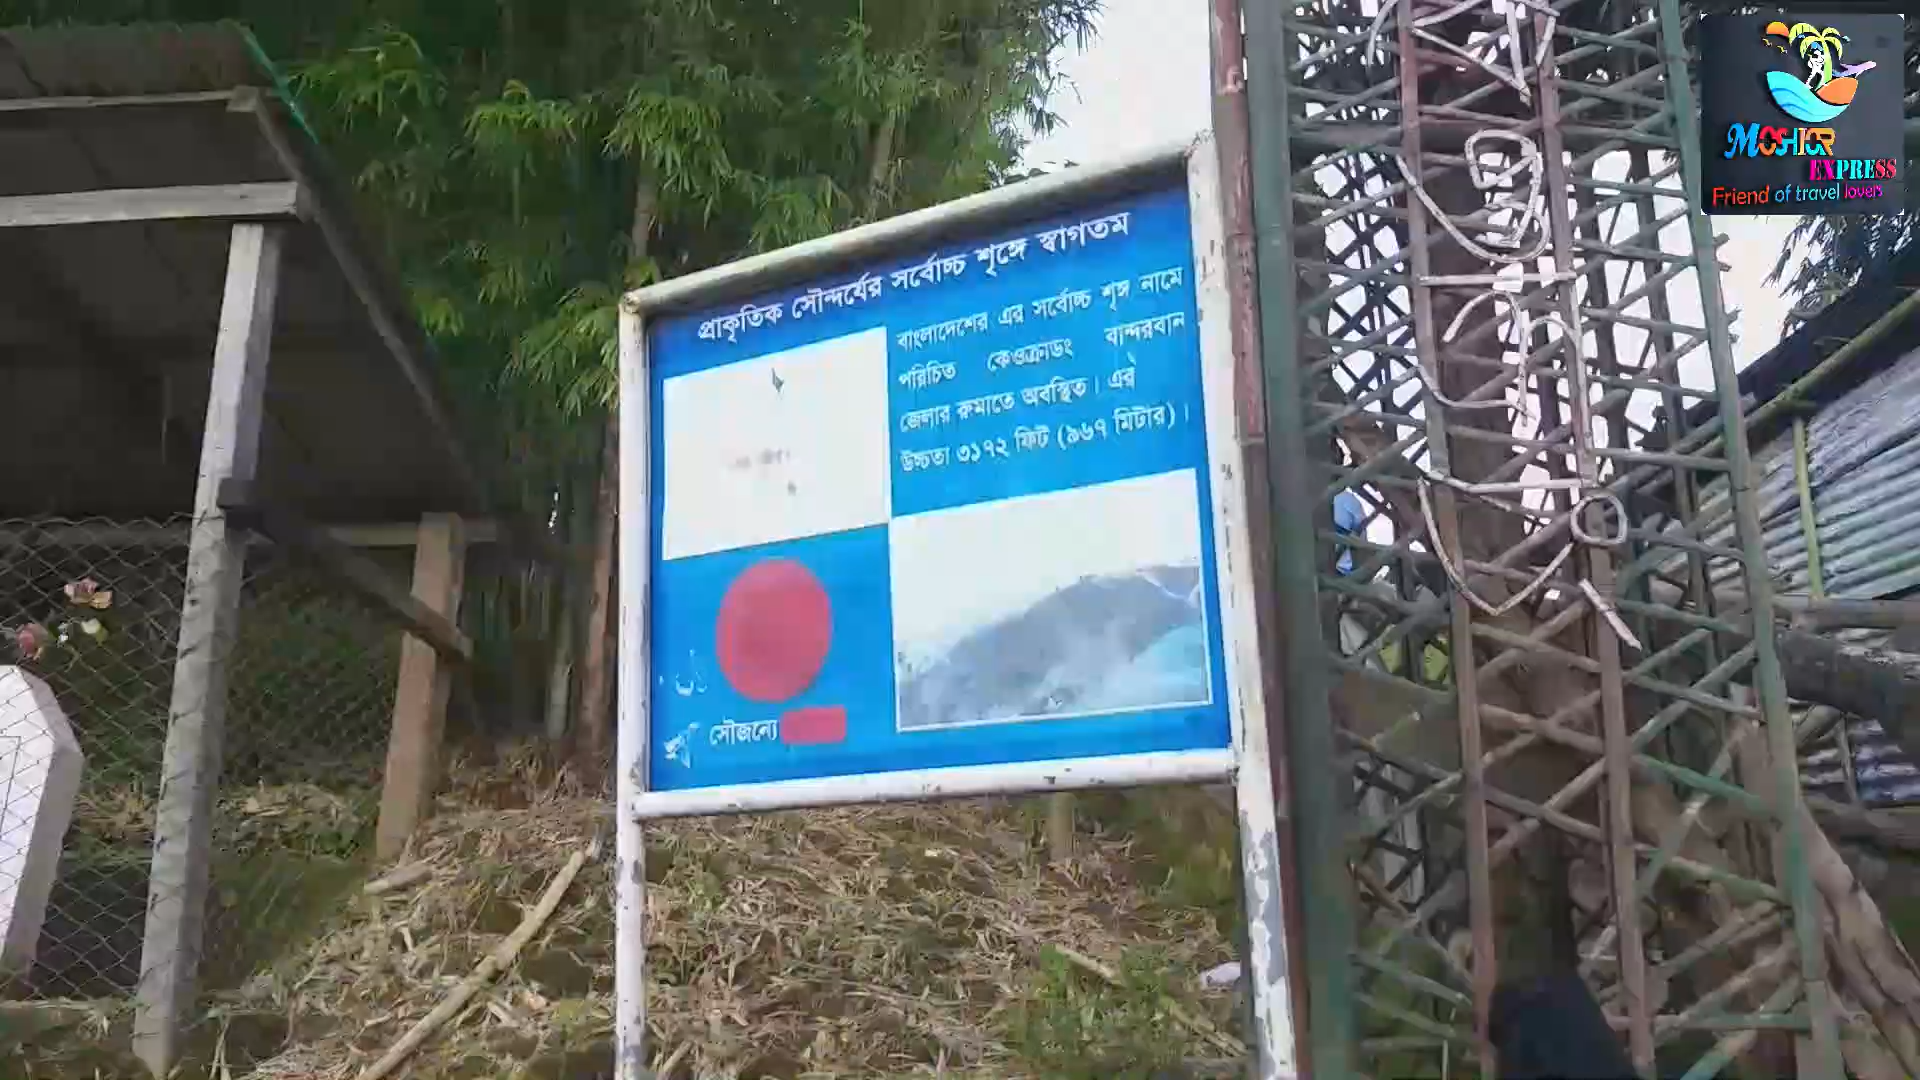 প্রাকৃতিক সৌন্দর্যের সর্বোচ্চ শৃঙ্গে স্বাগতম
বাংলাদেশের এর সর্বোচ্চ শৃঙ্গ নামে
পরিচিত কেওক্রাডং বান্দরবান
জেলার রুমাতে অবস্থিত। এর
উচ্চতা ৩১৭২ ফিট (৯৬৭ মিটার)।
সৌজন্যে
MOSHIOR
EXPRESS
Friend of travel lovers